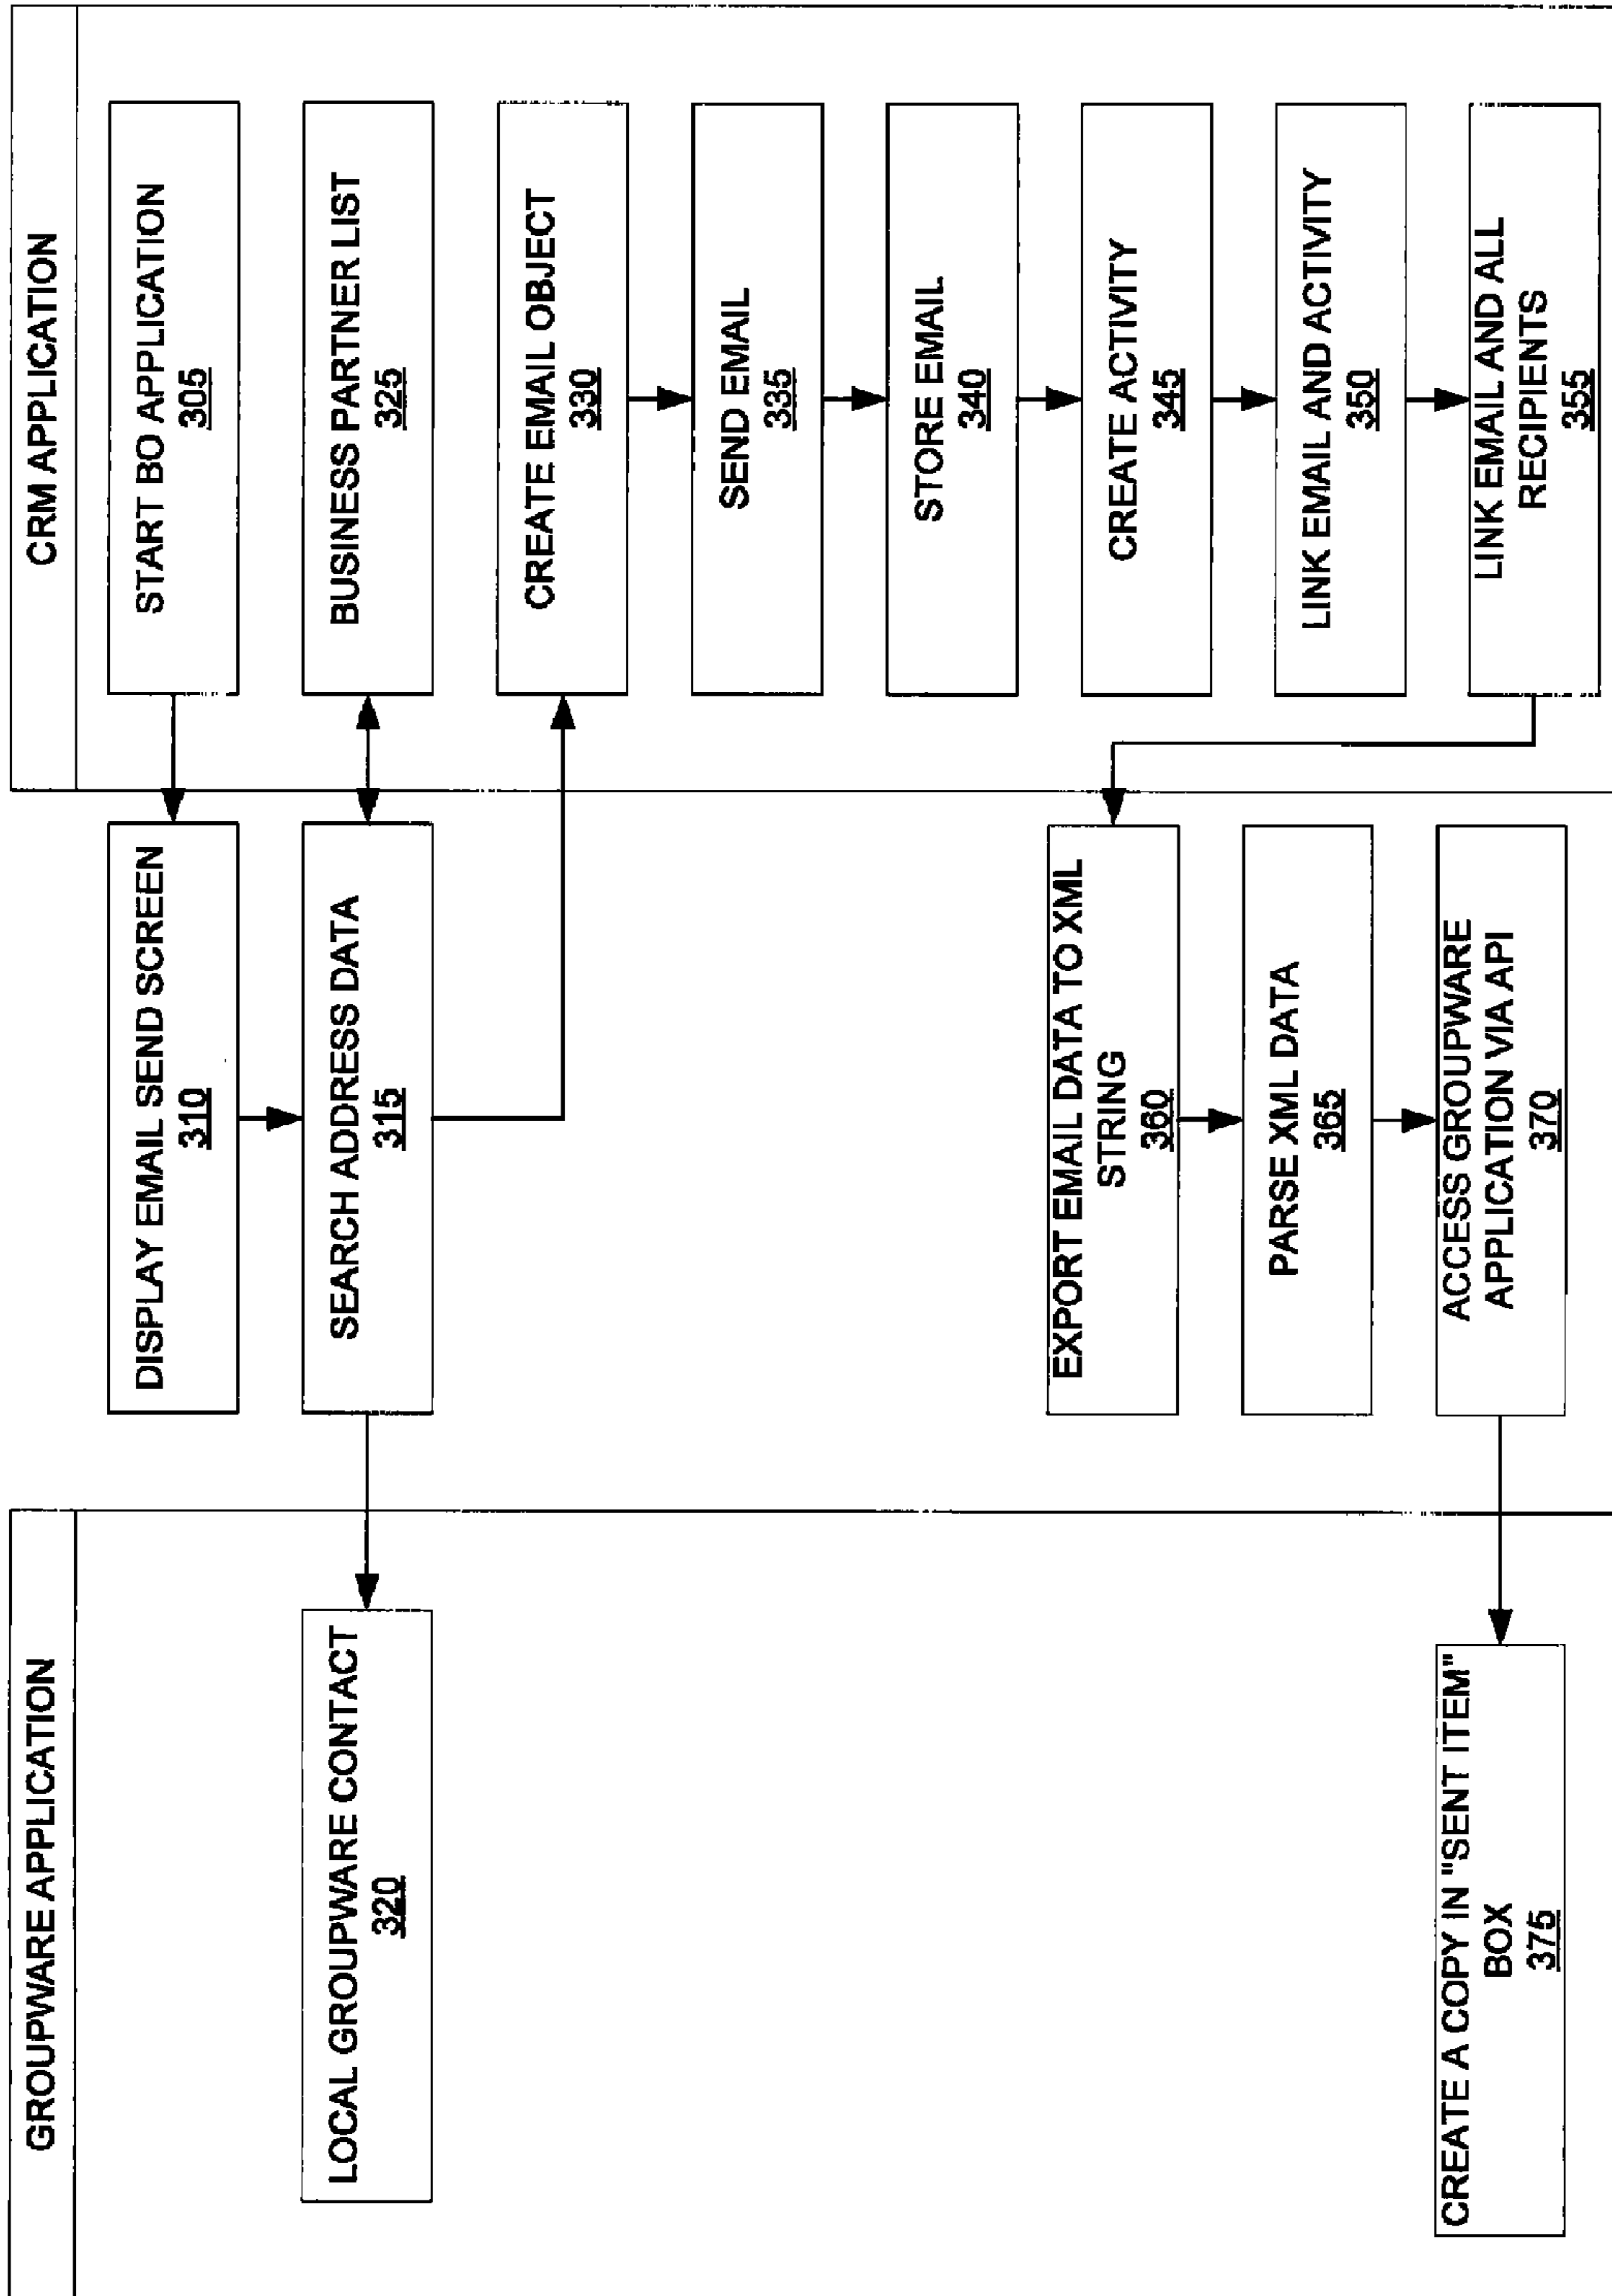 GROUPWARE APPLICATION
CRM APPLICATION
LOCAL GROUPWARE CONTACT
320
CREATE A COPY IN "SENT ITEM"
BOX
375
DISPLAY EMAIL SEND SCREEN
310
SEARCH ADDRESS DATA
315
EXPORT EMAIL DATA TO XML
STRING
360
PARSE XML DATA
365
ACCESS GROUPWARE
APPLICATION VIA API
370
START BO APPLICATION
305
BUSINESS PARTNER LIST
325
CREATE EMAIL OBJECT
330
SEND EMAIL
335
STORE EMAIL
340
CREATE ACTIVITY
345
LINK EMAIL AND ACTIVITY
350
LINK EMAIL AND ALL
RECIPIENTS
355